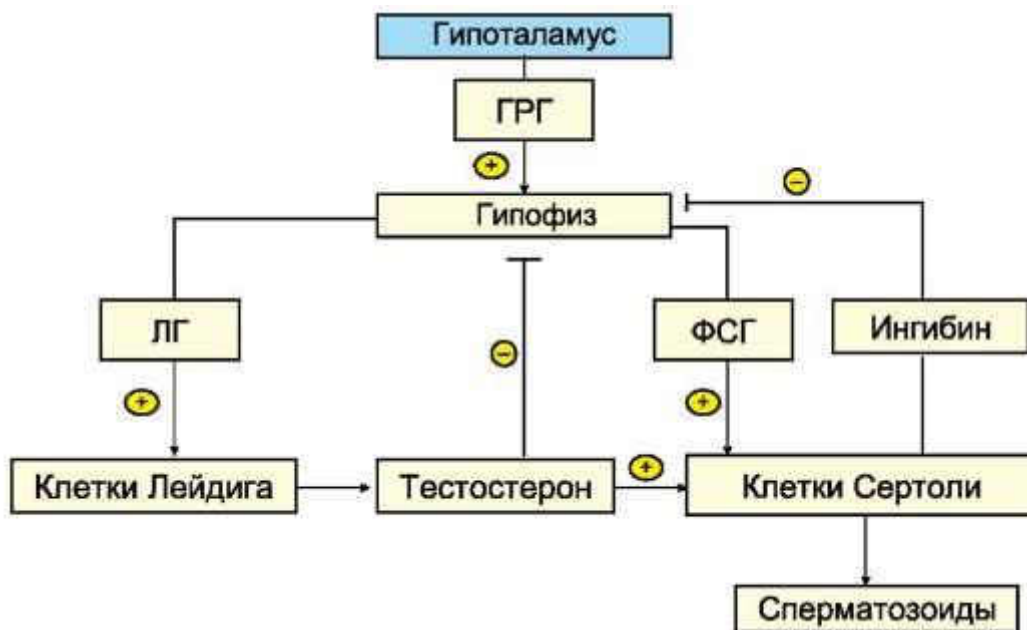 Гипоталамус
ГРГ
+
−
Гипофиз
ЛГ
ФСГ
Ингибин
−
+
+
+
Клетки Лейдига
Тестостерон
Клетки Сертоли
Сперматозоиды